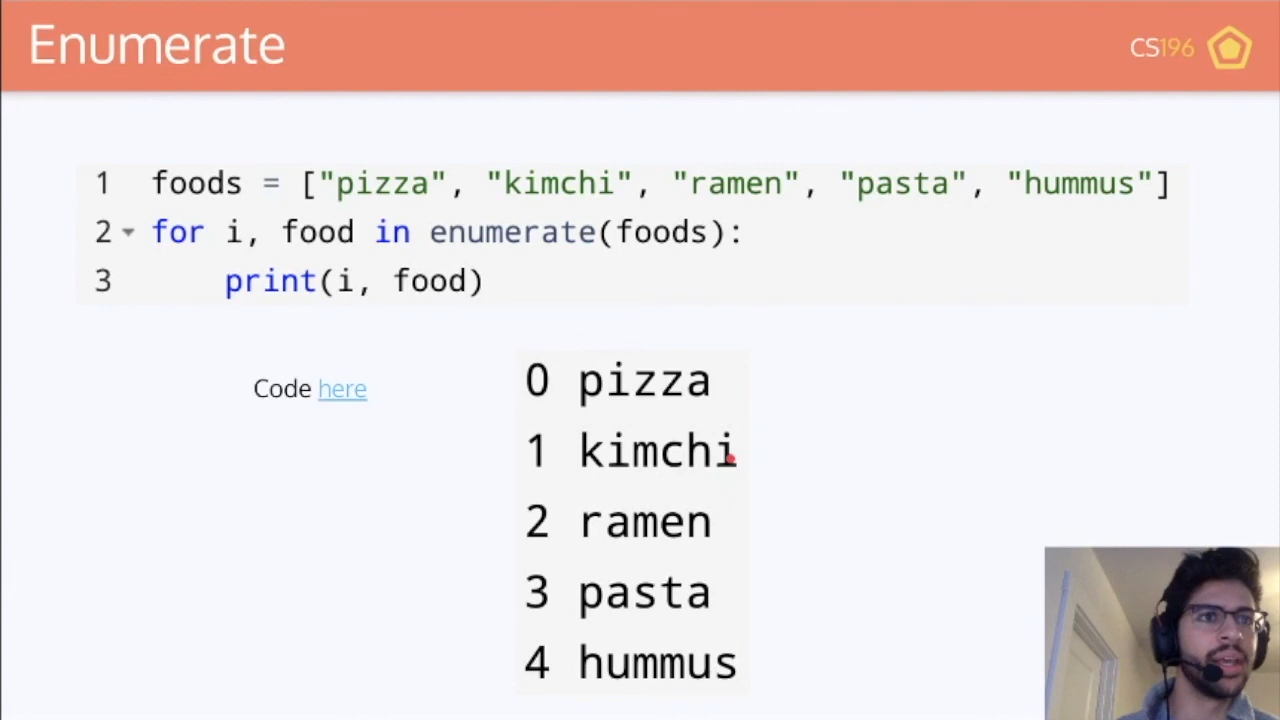 Enumerate
CS196
1 foods = ["pizza", "kimchi", "ramen", "pasta", "hummus"]
2 for i, food in enumerate(foods):
3     print(i, food)
Code here
0 pizza
1 kimchi
2 ramen
3 pasta
4 hummus